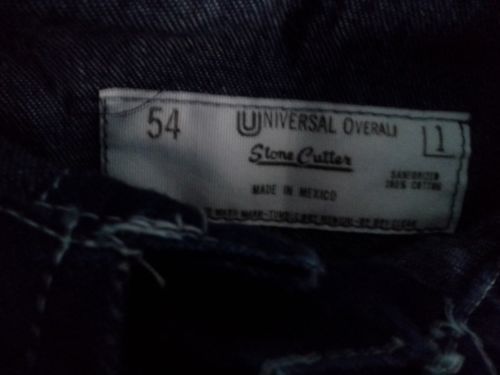 54
UNIVERSAL OVERALL
1
Stone Cutter
SANFORIZED
100% COTTON
MADE IN MEXICO